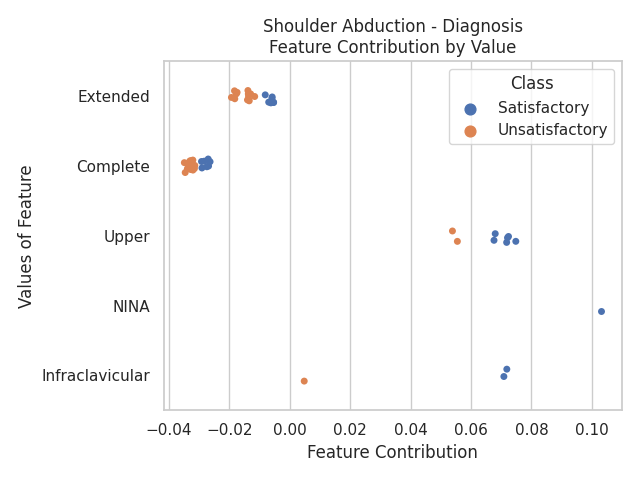 Shoulder Abduction - Diagnosis
Feature Contribution by Value
Class
Satisfactory
Unsatisfactory
Values of Feature
Extended
Complete
Upper
NINA
Infraclavicular
−0.04 −0.02 0.00 0.02 0.04 0.06 0.08 0.10
Feature Contribution